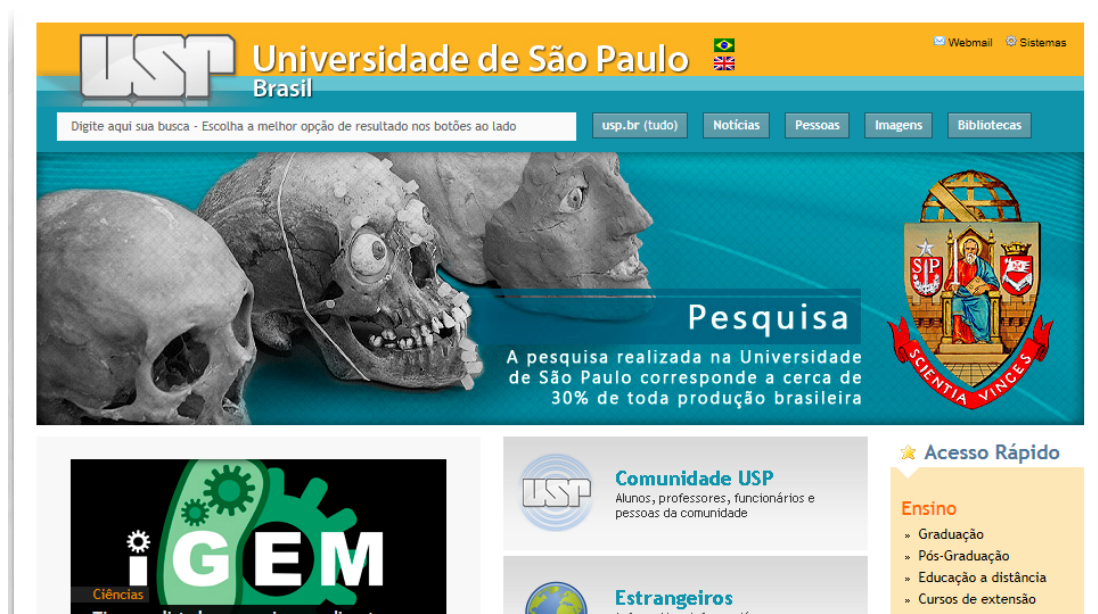 USP
Universidade de São Paulo
Brasil
Webmail
Sistemas
Digite aqui sua busca - Escolha a melhor opção de resultado nos botões ao lado
usp.br (tudo)
Notícias
Pessoas
Imagens
Bibliotecas
Pesquisa
A pesquisa realizada na Universidade
de São Paulo corresponde a cerca de
30% de toda produção brasileira
SP
SCIENTIA VINCES
iGEM
Ciências
USP
Comunidade USP
Alunos, professores, funcionários e
pessoas da comunidade
Estrangeiros
Acesso Rápido
Ensino
» Graduação
» Pós-Graduação
» Educação a distância
» Cursos de extensão